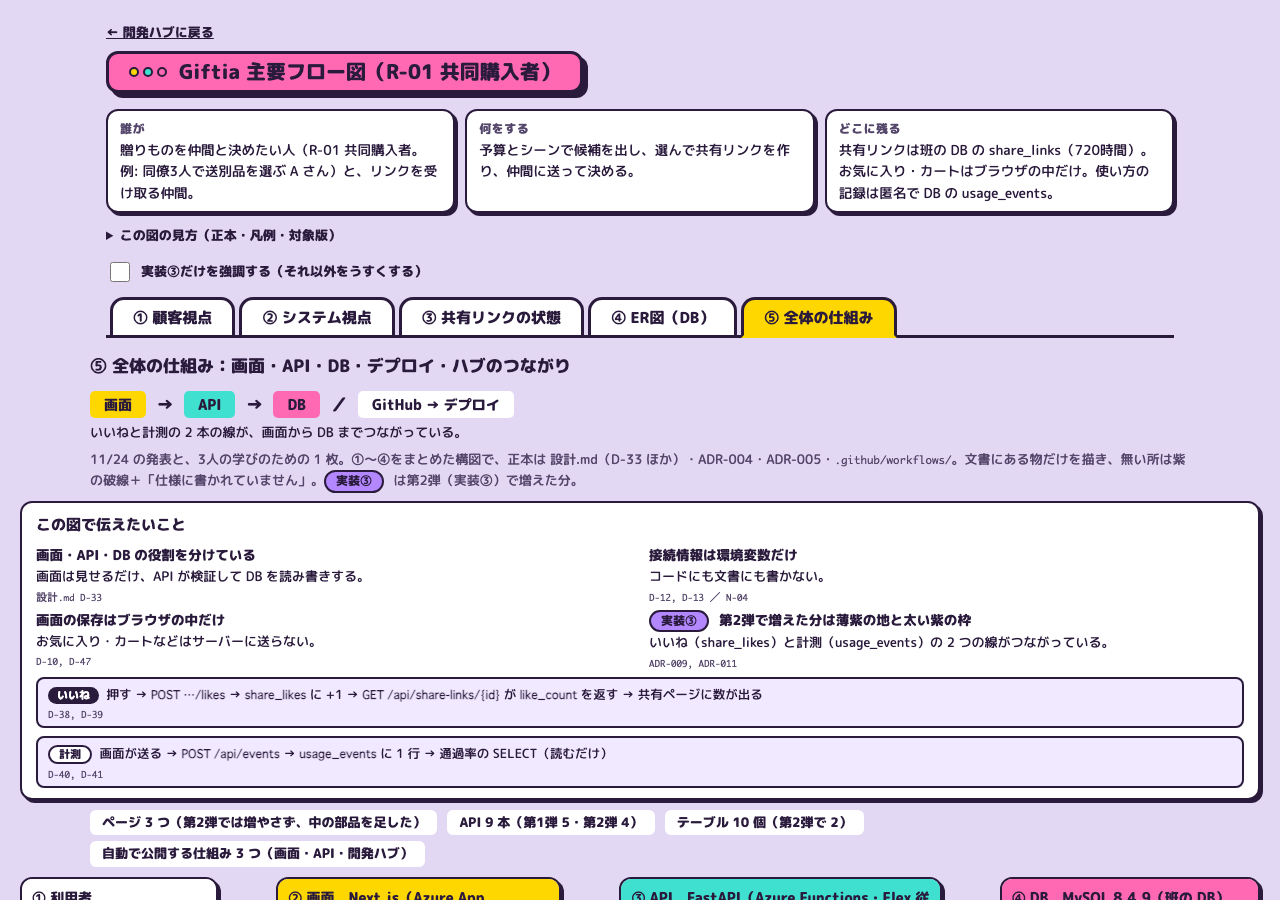 ← 開発ハブに戻る
Giftia 主要フロー図（R-01 共同購入者）
誰が
贈りものを仲間と決めたい人（R-01 共同購入者。
例: 同僚3人で送別品を選ぶ A さん）と、リンクを受
け取る仲間。
何をする
予算とシーンで候補を出し、選んで共有リンクを作
り、仲間に送って決める。
どこに残る
共有リンクは班の DB の share_links（720時間）。
お気に入り・カートはブラウザの中だけ。使い方の
記録は匿名で DB の usage_events。
▶ この図の見方（正本・凡例・対象版）
実装③だけを強調する（それ以外をうすくする）
① 顧客視点
② システム視点
③ 共有リンクの状態
④ ER図（DB）
⑤ 全体の仕組み
⑤ 全体の仕組み：画面・API・DB・デプロイ・ハブのつながり
画面 → API → DB ／ GitHub → デプロイ
いいねと計測の 2 本の線が、画面から DB までつながっている。
11/24 の発表と、3人の学びのための 1 枚。①〜④をまとめた構図で、正本は 設計.md（D-33 ほか）・ADR-004・ADR-005・.github/workflows/。文書にある物だけを描き、無い所は紫
の破線＋「仕様に書かれていません」。 実装③ は第2弾（実装③）で増えた分。
この図で伝えたいこと
画面・API・DB の役割を分けている
画面は見せるだけ、API が検証して DB を読み書きする。
設計.md D-33
接続情報は環境変数だけ
コードにも文書にも書かない。
D-12, D-13 ／ N-04
画面の保存はブラウザの中だけ
お気に入り・カートなどはサーバーに送らない。
D-10, D-47
実装③ 第2弾で増えた分は薄紫の地と太い紫の枠
いいね（share_likes）と計測（usage_events）の 2 つの線がつながっている。
ADR-009, ADR-011
いいね 押す → POST …/likes → share_likes に +1 → GET /api/share-links/{id} が like_count を返す → 共有ページに数が出る
D-38, D-39
計測 画面が送る → POST /api/events → usage_events に 1 行 → 通過率の SELECT（読むだけ）
D-40, D-41
ページ 3 つ（第2弾では増やさず、中の部品を足した）
API 9 本（第1弾 5・第2弾 4）
テーブル 10 個（第2弾で 2）
自動で公開する仕組み 3 つ（画面・API・開発ハブ）
① 利用者
② 画面　Next.js（Azure App
③ API　FastAPI（Azure Functions・Flex 従
④ DB　MySQL 8.4.9（班の DB）